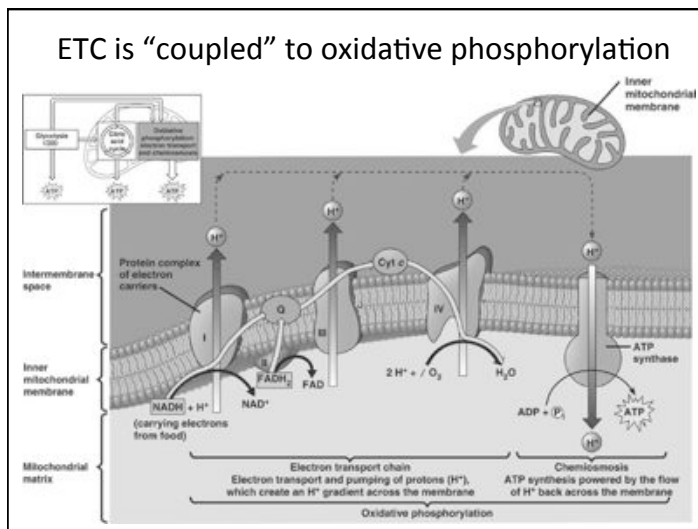 ETC is “coupled” to oxidative phosphorylation
Inner
mitochondrial
membrane
Glycolysis
Citric
acid
cycle
Oxidative
phosphorylation:
electron transport
and chemiosmosis
ATP
ATP
ATP
H⁺
H⁺
H⁺
H⁺
Protein complex
of electron
carriers
Intermembrane
space
Cyt c
Q
I
III
IV
II
ATP
synthase
Inner
mitochondrial
membrane
FADH₂
FAD
2 H⁺ + / O₂
H₂O
NADH + H⁺
NAD⁺
ADP + Pᵢ
ATP
(carrying electrons
from food)
H⁺
Mitochondrial
matrix
Electron transport chain
Electron transport and pumping of protons (H⁺),
which create an H⁺ gradient across the membrane
Chemiosmosis
ATP synthesis powered by the flow
of H⁺ back across the membrane
Oxidative phosphorylation